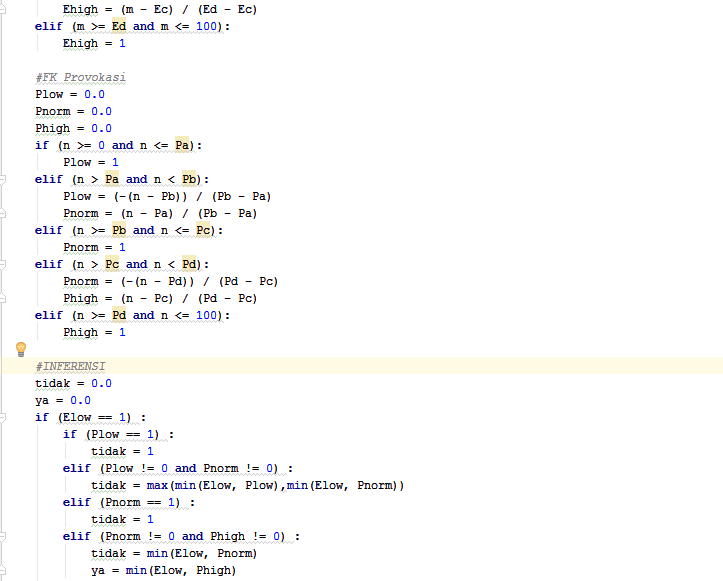 Ehigh = (m - Ec) / (Ed - Ec)
elif (m >= Ed and m <= 100):
Ehigh = 1
#FK Provokasi
Plow = 0.0
Pnorm = 0.0
Phigh = 0.0
if (n >= 0 and n <= Pa):
Plow = 1
elif (n > Pa and n < Pb):
Plow = (-(n - Pb)) / (Pb - Pa)
Pnorm = (n - Pa) / (Pb - Pa)
elif (n >= Pb and n <= Pc):
Pnorm = 1
elif (n > Pc and n < Pd):
Pnorm = (-(n - Pd)) / (Pd - Pc)
Phigh = (n - Pc) / (Pd - Pc)
elif (n >= Pd and n <= 100):
Phigh = 1
#INFERENSI
tidak = 0.0
ya = 0.0
if (Elow == 1) :
if (Plow == 1) :
tidak = 1
elif (Plow != 0 and Pnorm != 0) :
tidak = max(min(Elow, Plow),min(Elow, Pnorm))
elif (Pnorm == 1) :
tidak = 1
elif (Pnorm != 0 and Phigh != 0) :
tidak = min(Elow, Pnorm)
ya = min(Elow, Phigh)